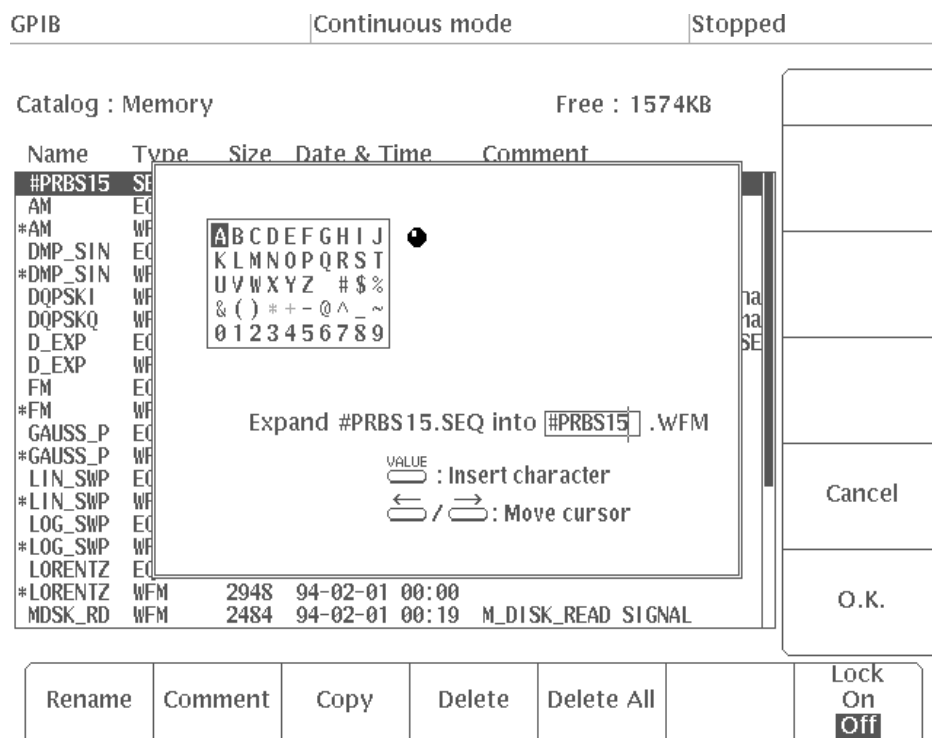 GPIB Continuous mode Stopped
Catalog : Memory Free : 1574KB
Name Type Size Date & Time Comment
#PRBS15
AM
*AM
DMP_SIN
*DMP_SIN
DQPSKI
DQPSKQ
D_EXP
D_EXP
FM
*FM
GAUSS_P
*GAUSS_P
LIN_SWP
*LIN_SWP
LOG_SWP
*LOG_SWP
LORENTZ
*LORENTZ WFM 2948 94-02-01 00:00
MDSK_RD WFM 2484 94-02-01 00:19 M_DISK_READ SIGNAL
A B C D E F G H I J
K L M N O P Q R S T
U V W X Y Z # $ %
& ( ) * + - @ ^ _ ~
0 1 2 3 4 5 6 7 8 9
Expand #PRBS15.SEQ into #PRBS15 .WFM
VALUE : Insert character
← / → : Move cursor
Cancel
O.K.
Rename Comment Copy Delete Delete All Lock
On
Off